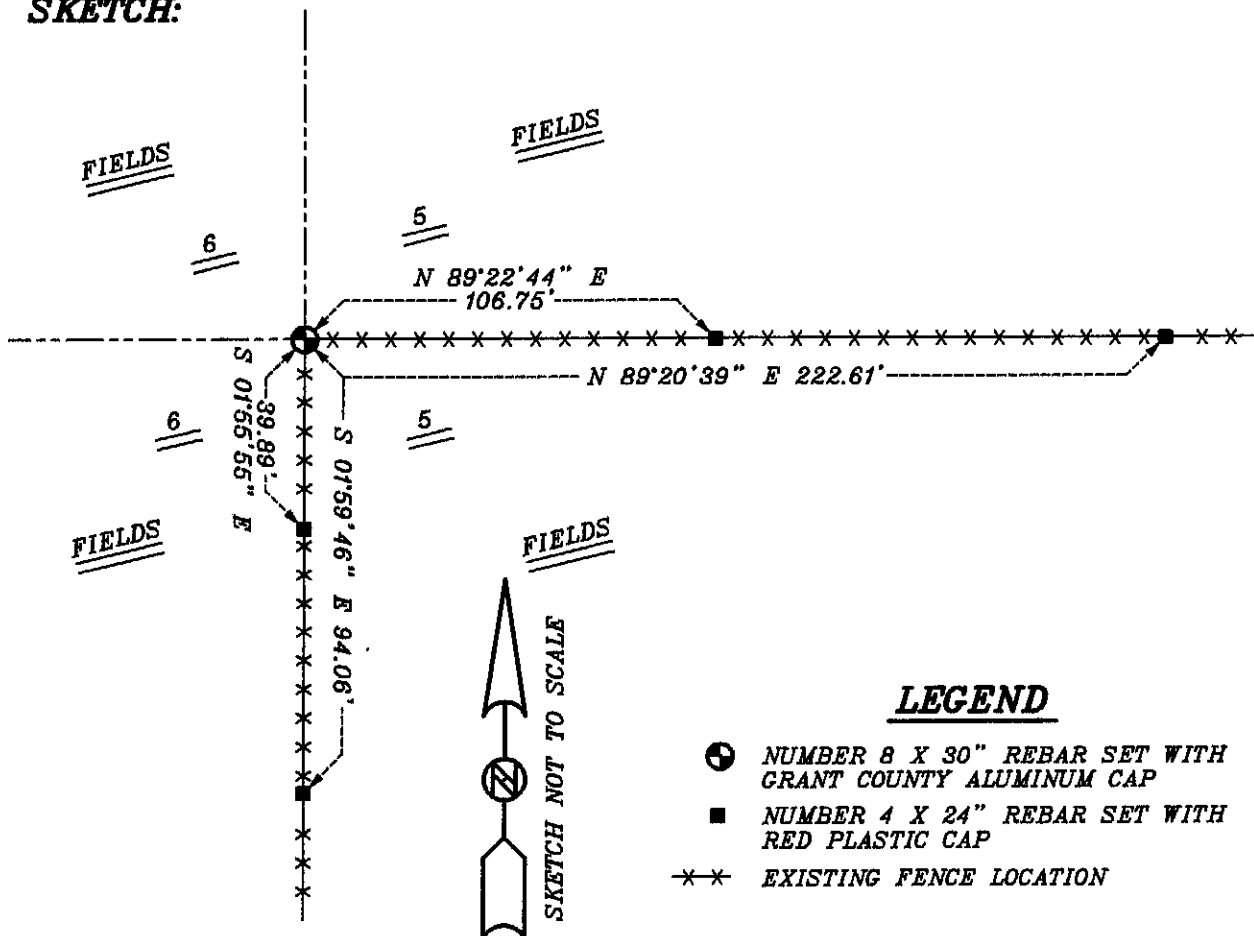 SKETCH:
FIELDS
FIELDS
6
5
N 89°22'44" E
106.75'
N 89°20'39" E 222.61'
S 01°55'55" E
39.89'
S 01°59'46" E 94.06'
6
5
FIELDS
FIELDS
N
SKETCH NOT TO SCALE
LEGEND
NUMBER 8 X 30" REBAR SET WITH
GRANT COUNTY ALUMINUM CAP
NUMBER 4 X 24" REBAR SET WITH
RED PLASTIC CAP
EXISTING FENCE LOCATION